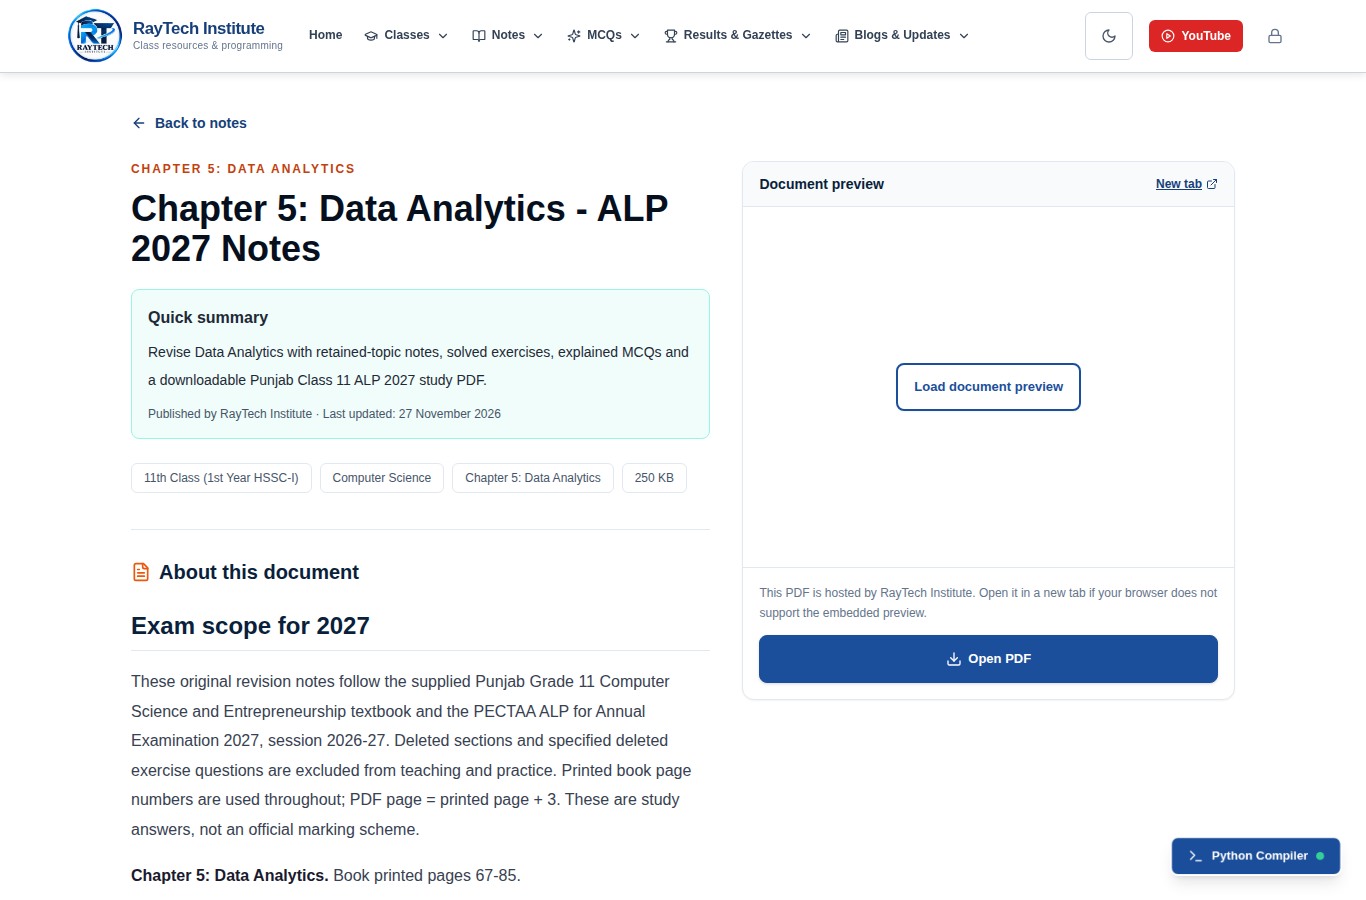 RAYTECH
RayTech Institute
Class resources & programming
Home
Classes
Notes
MCQs
Results & Gazettes
Blogs & Updates
YouTube
Back to notes
CHAPTER 5: DATA ANALYTICS
Chapter 5: Data Analytics - ALP
2027 Notes
Quick summary
Revise Data Analytics with retained-topic notes, solved exercises, explained MCQs and
a downloadable Punjab Class 11 ALP 2027 study PDF.
Published by RayTech Institute · Last updated: 27 November 2026
11th Class (1st Year HSSC-I)
Computer Science
Chapter 5: Data Analytics
250 KB
About this document
Exam scope for 2027
These original revision notes follow the supplied Punjab Grade 11 Computer
Science and Entrepreneurship textbook and the PECTAA ALP for Annual
Examination 2027, session 2026-27. Deleted sections and specified deleted
exercise questions are excluded from teaching and practice. Printed book page
numbers are used throughout; PDF page = printed page + 3. These are study
answers, not an official marking scheme.
Chapter 5: Data Analytics. Book printed pages 67-85.
Document preview
New tab
Load document preview
This PDF is hosted by RayTech Institute. Open it in a new tab if your browser does not
support the embedded preview.
Open PDF
Python Compiler